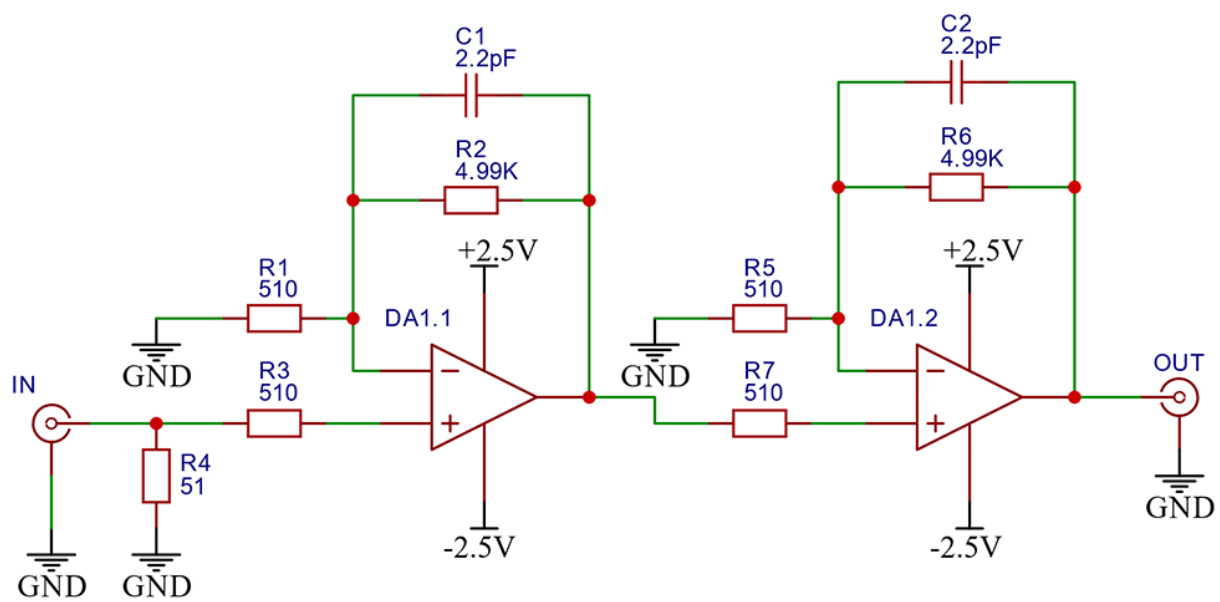 C1
2.2pF
C2
2.2pF
R2
4.99K
R6
4.99K
+2.5V
+2.5V
R1
510
DA1.1
R5
510
DA1.2
GND
GND
IN
R3
510
−
+
R7
510
−
+
OUT
R4
51
GND
-2.5V
-2.5V
GND
GND